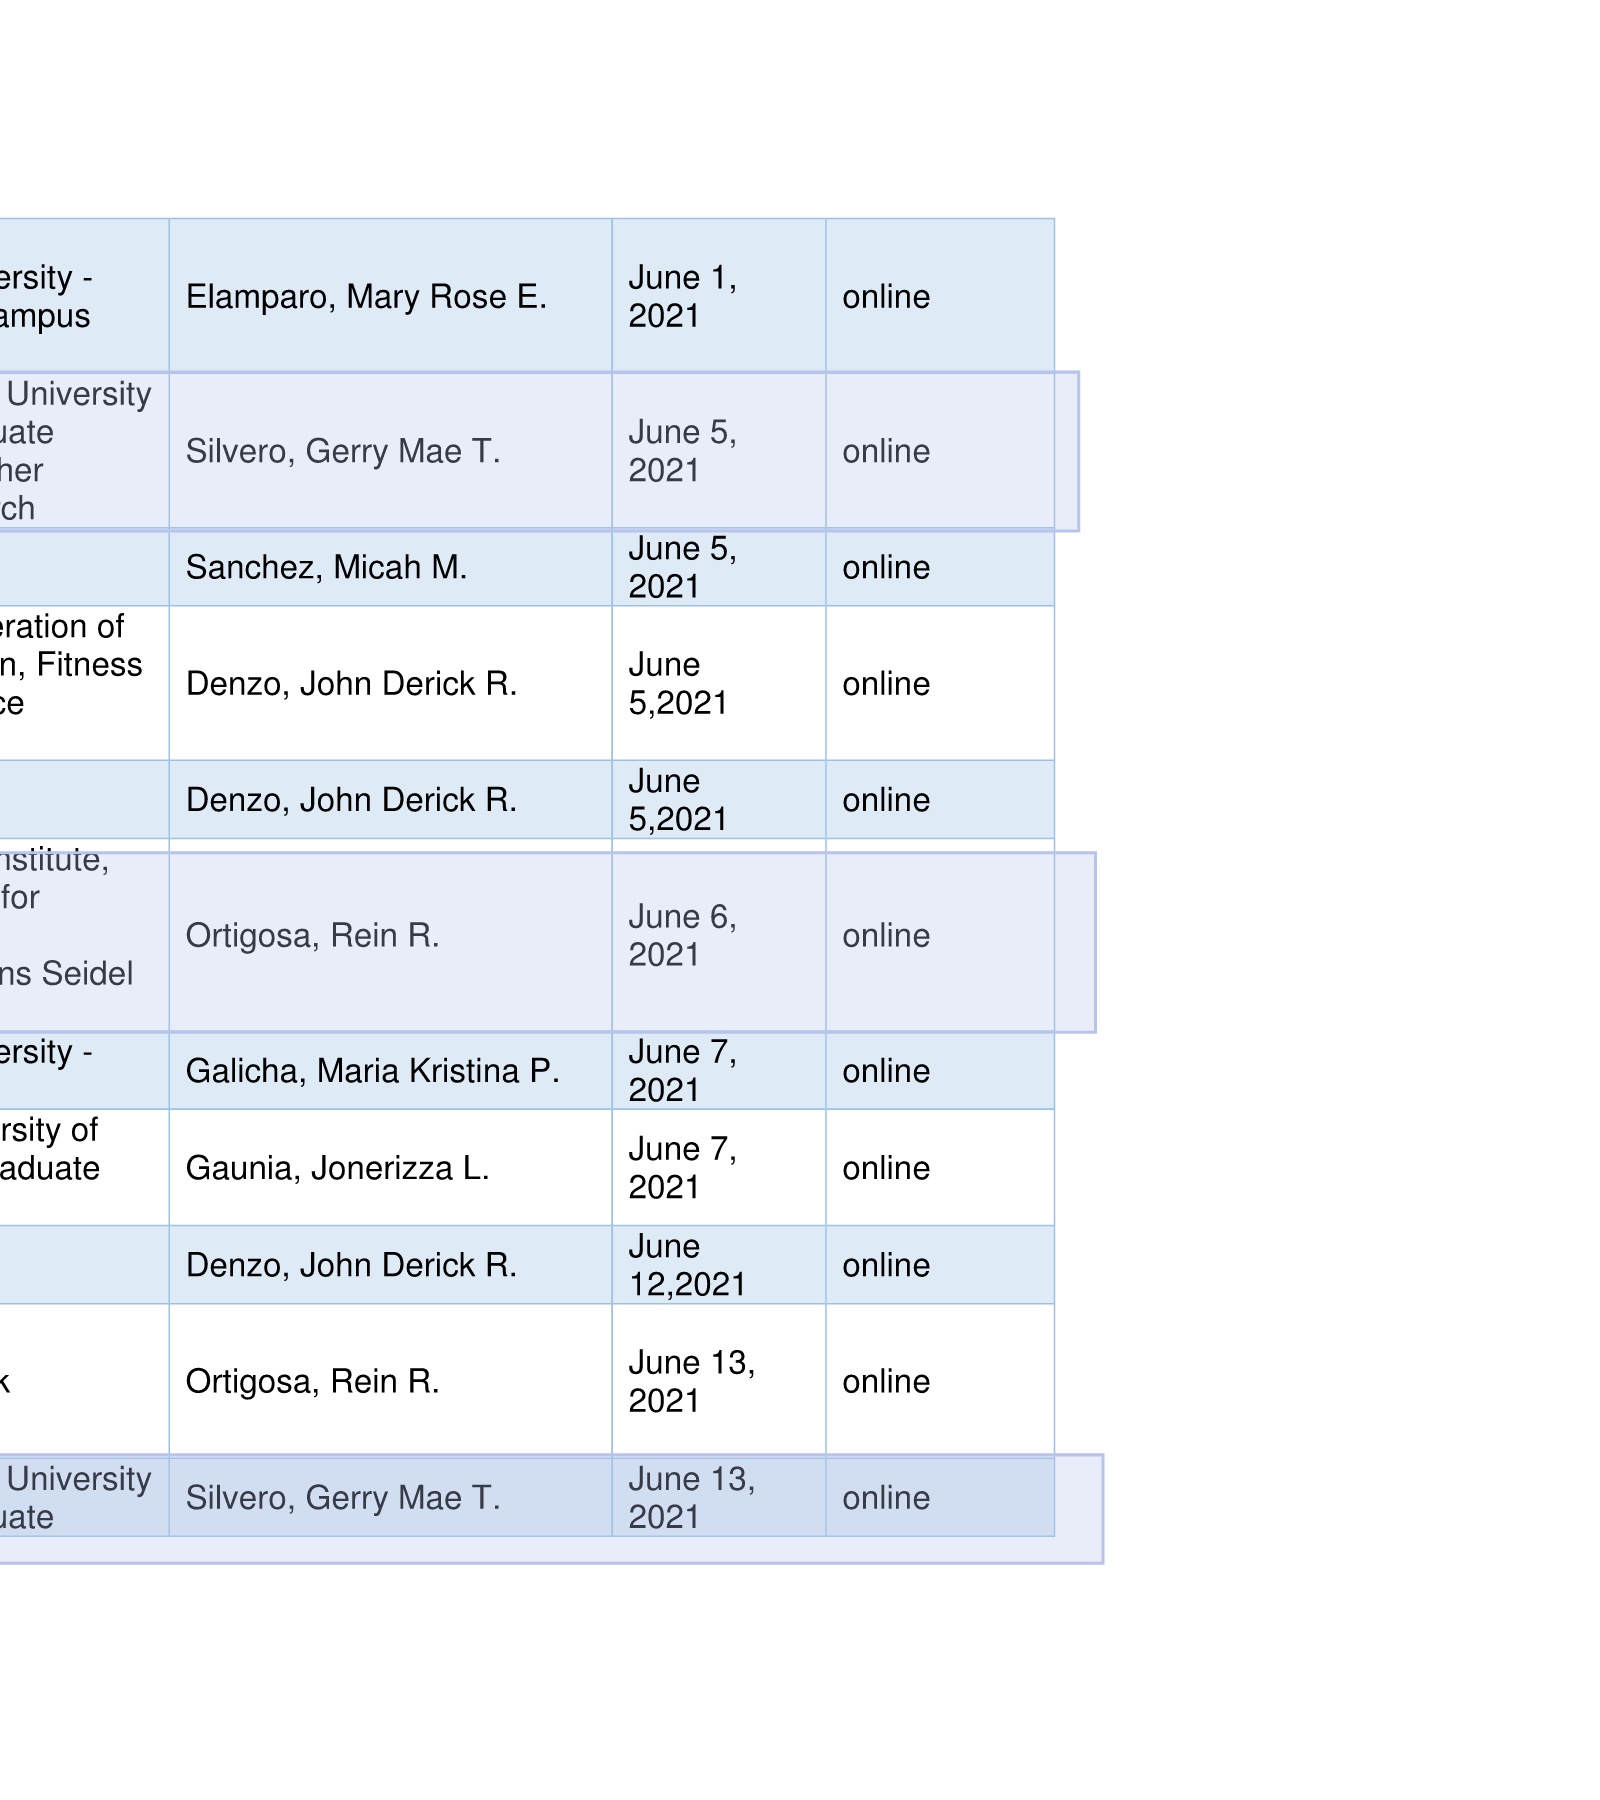 ersity -
ampus
Elamparo, Mary Rose E.
June 1,
2021
online
University
uate
her
rch
Silvero, Gerry Mae T.
June 5,
2021
online
Sanchez, Micah M.
June 5,
2021
online
eration of
n, Fitness
ce
Denzo, John Derick R.
June
5,2021
online
Denzo, John Derick R.
June
5,2021
online
nstitute,
for
ns Seidel
Ortigosa, Rein R.
June 6,
2021
online
ersity -
Galicha, Maria Kristina P.
June 7,
2021
online
rsity of
aduate
Gaunia, Jonerizza L.
June 7,
2021
online
Denzo, John Derick R.
June
12,2021
online
k
Ortigosa, Rein R.
June 13,
2021
online
University
uate
Silvero, Gerry Mae T.
June 13,
2021
online